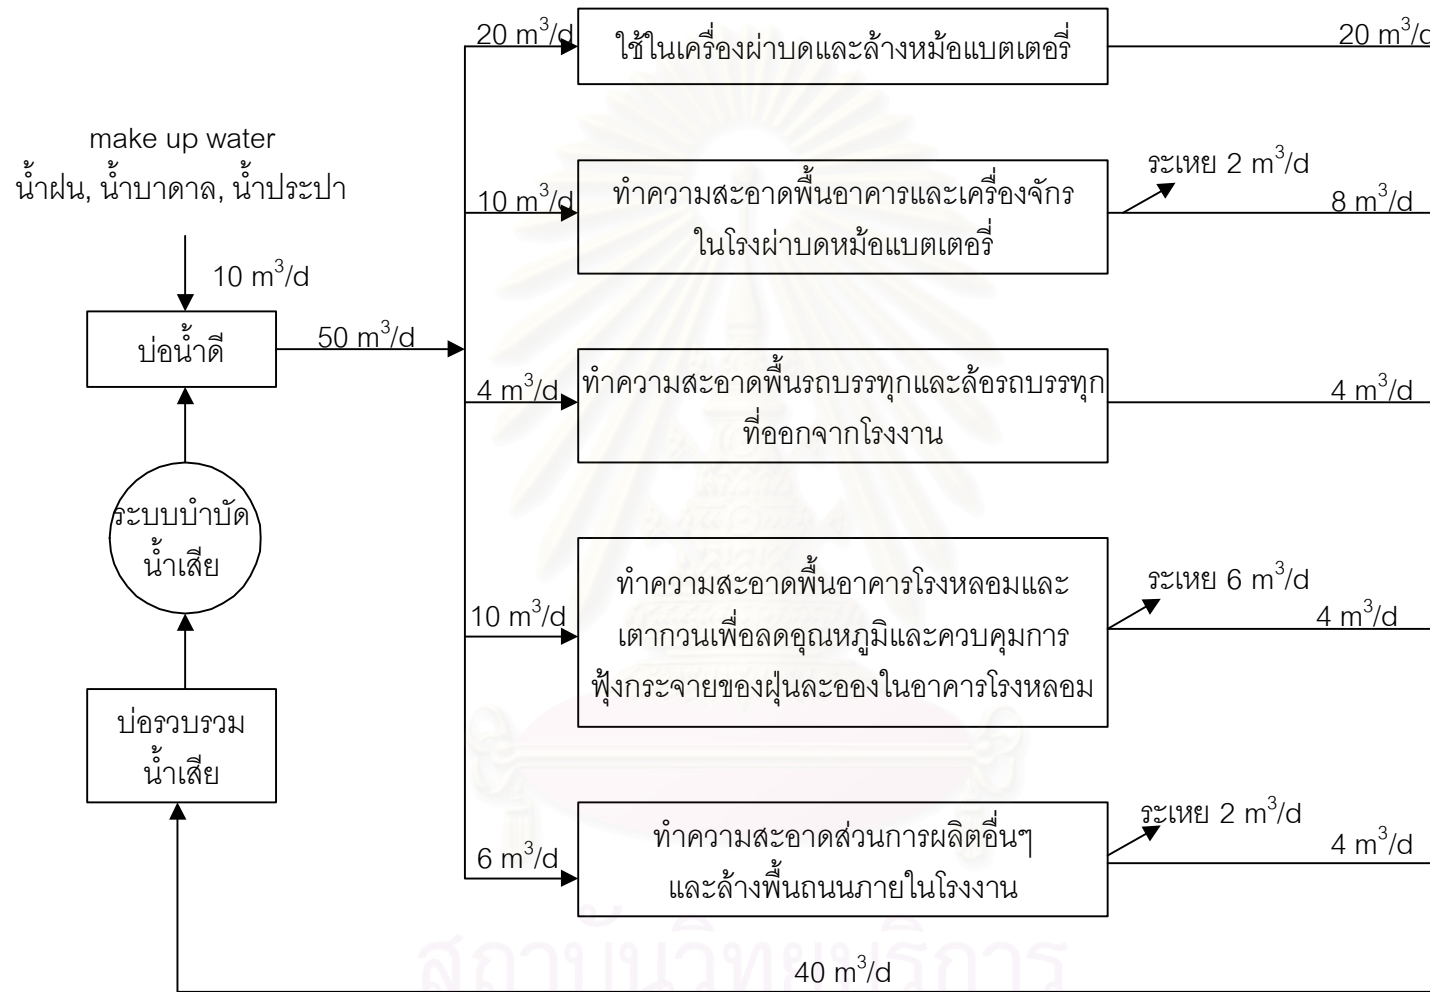 20 m³/d
ใช้ในเครื่องผ่าบดและล้างหม้อแบตเตอรี่
20 m³/d
make up water
น้ำฝน, น้ำบาดาล, น้ำประปา
10 m³/d
10 m³/d
ทำความสะอาดพื้นอาคารและเครื่องจักร
ในโรงผ่าบดหม้อแบตเตอรี่
ระเหย 2 m³/d
8 m³/d
บ่อน้ำดี
50 m³/d
4 m³/d
ทำความสะอาดพื้นรถบรรทุกและล้อรถบรรทุก
ที่ออกจากโรงงาน
4 m³/d
ระบบบำบัด
น้ำเสีย
10 m³/d
ทำความสะอาดพื้นอาคารโรงหลอมและ
เตากวนเพื่อลดอุณหภูมิและควบคุมการ
ฟุ้งกระจายของฝุ่นละอองในอาคารโรงหลอม
ระเหย 6 m³/d
4 m³/d
บ่อรวบรวม
น้ำเสีย
6 m³/d
ทำความสะอาดส่วนการผลิตอื่นๆ
และล้างพื้นถนนภายในโรงงาน
ระเหย 2 m³/d
4 m³/d
สถาบันวิทยบริการ
40 m³/d